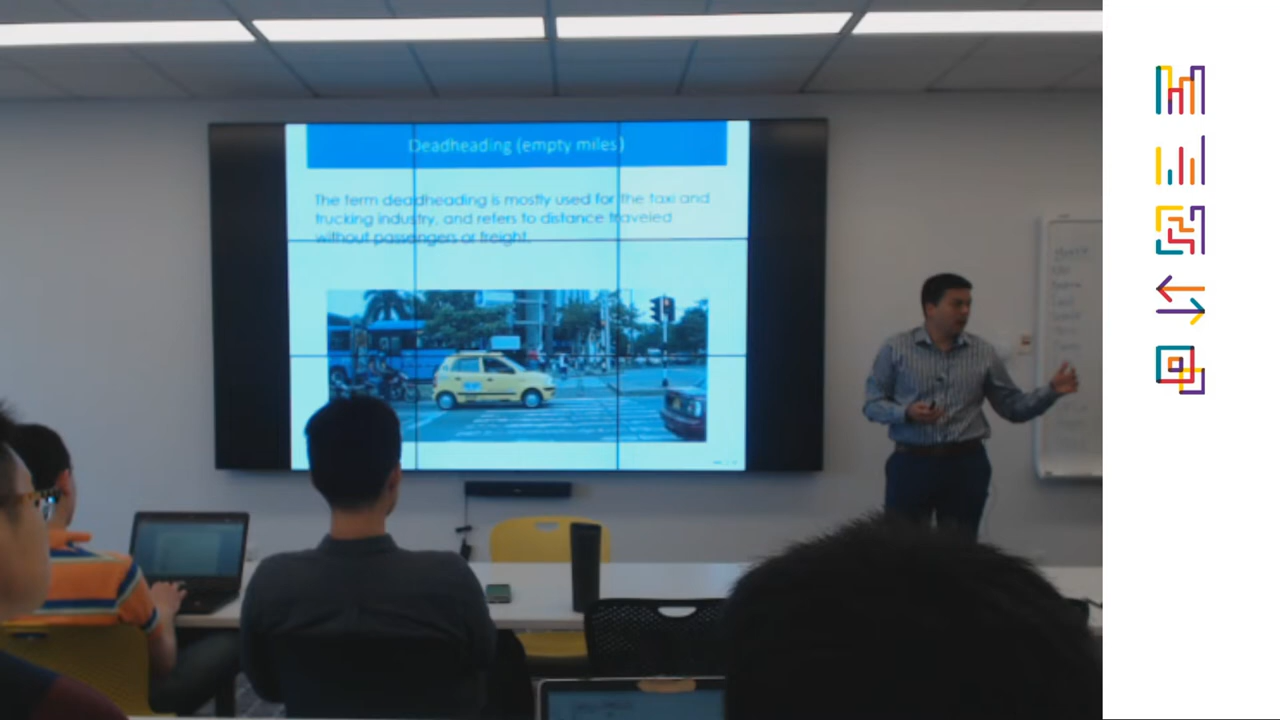 Deadheading (empty miles)
The term deadheading is mostly used for the taxi and
trucking industry, and refers to distance traveled
without passengers or freight.